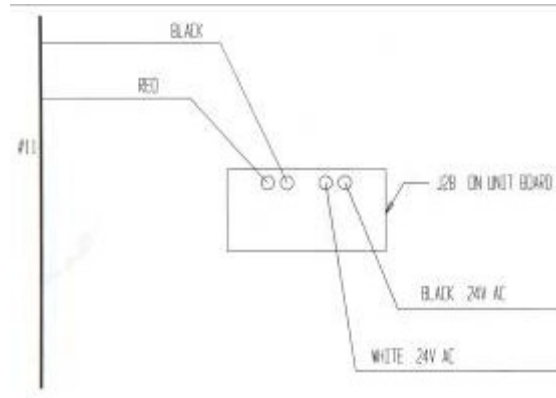 BLACK
RED
#11
J2B ON UNIT BOARD
BLACK 24V AC
WHITE 24V AC